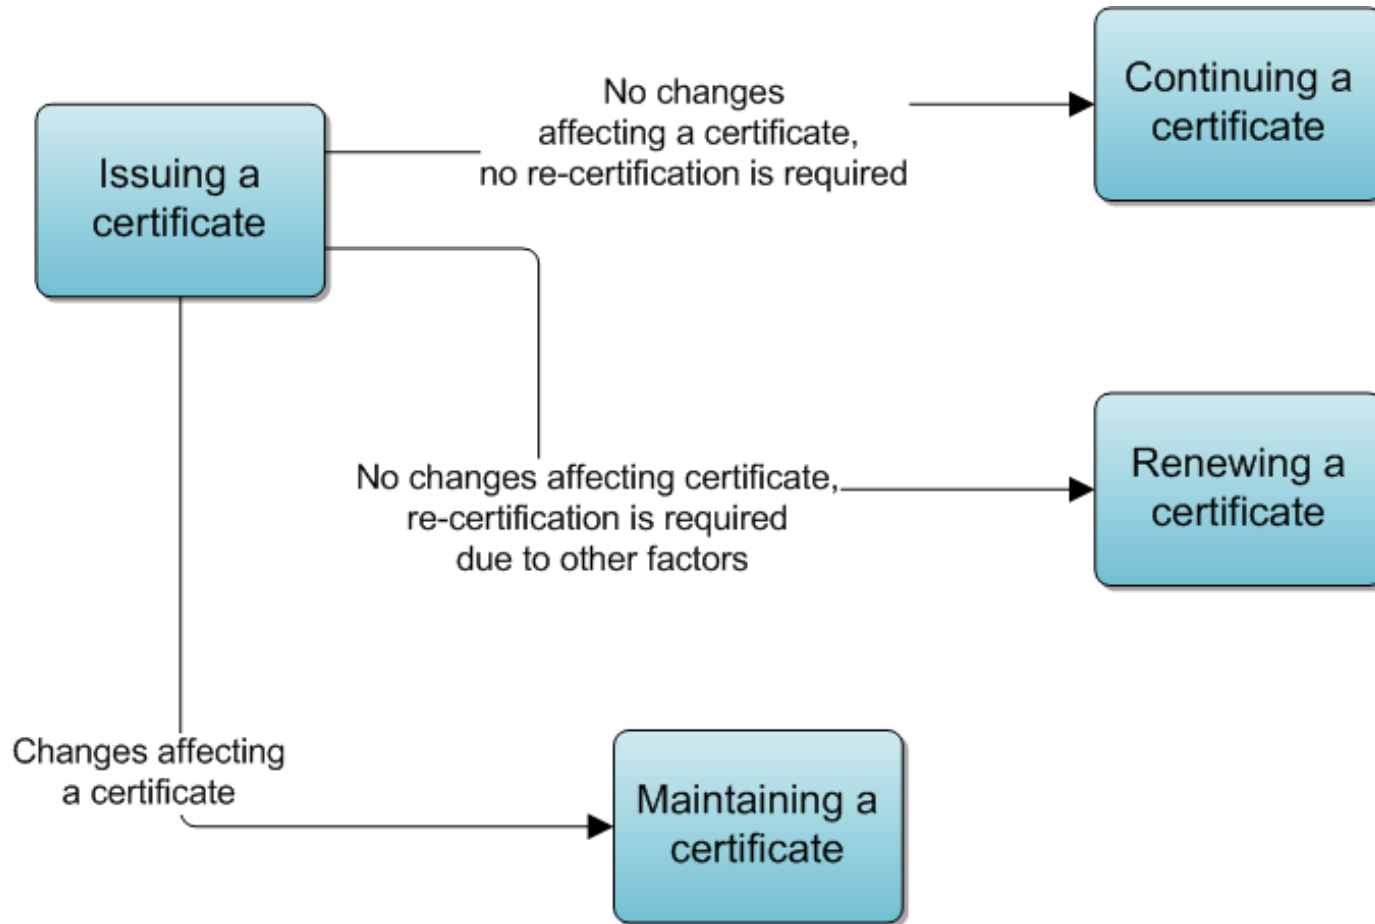 Issuing a
certificate
No changes
affecting a certificate,
no re-certification is required
Continuing a
certificate
No changes affecting certificate,
re-certification is required
due to other factors
Renewing a
certificate
Changes affecting
a certificate
Maintaining a
certificate